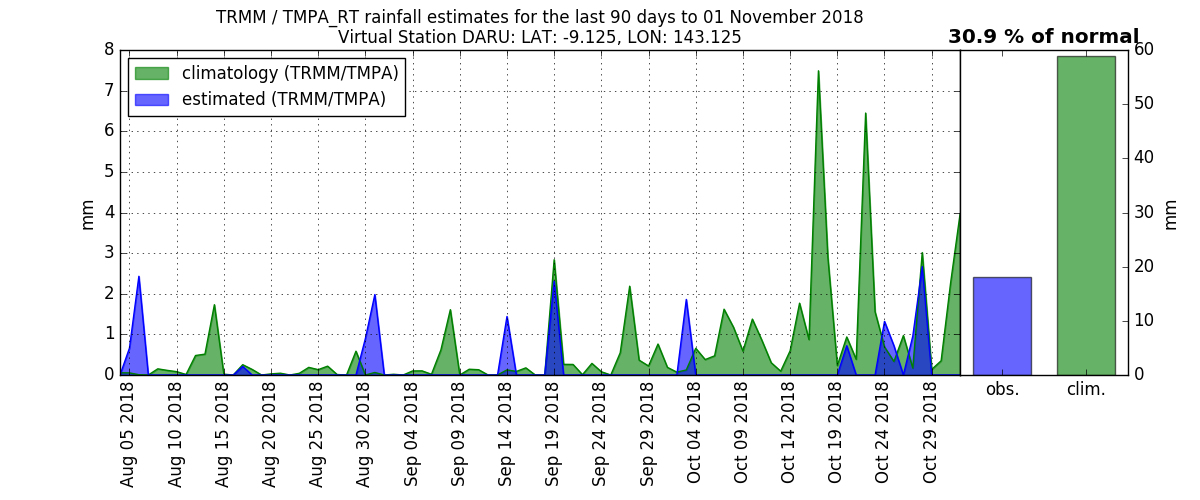 TRMM / TMPA_RT rainfall estimates for the last 90 days to 01 November 2018
Virtual Station DARU: LAT: -9.125, LON: 143.125
30.9 % of normal
climatology (TRMM/TMPA)
estimated (TRMM/TMPA)
8
7
6
5
4
3
2
1
0
mm
Aug 05 2018
Aug 10 2018
Aug 15 2018
Aug 20 2018
Aug 25 2018
Aug 30 2018
Sep 04 2018
Sep 09 2018
Sep 14 2018
Sep 19 2018
Sep 24 2018
Sep 29 2018
Oct 04 2018
Oct 09 2018
Oct 14 2018
Oct 19 2018
Oct 24 2018
Oct 29 2018
60
50
40
30
20
10
0
mm
obs.
clim.